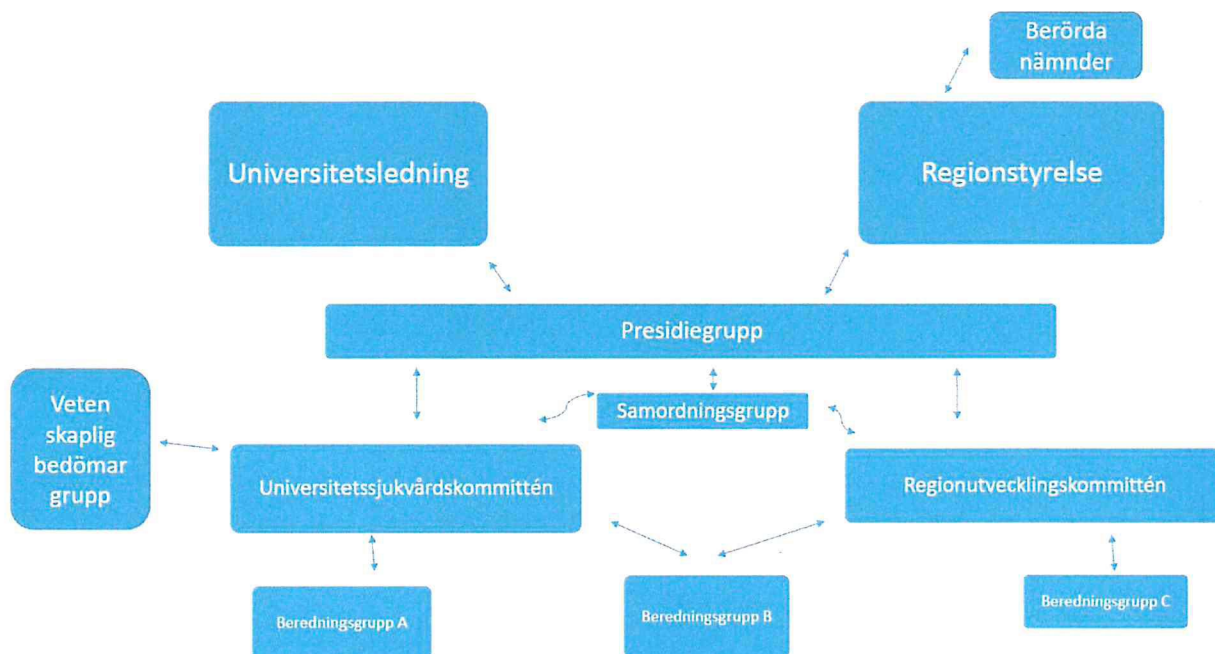 Berörda
nämnder
Universitetsledning
Regionstyrelse
Presidiegrupp
Samordningsgrupp
Veten
skaplig
bedömar
grupp
Universitetssjukvårdskommittén
Regionutvecklingskommittén
Beredningsgrupp A
Beredningsgrupp B
Beredningsgrupp C